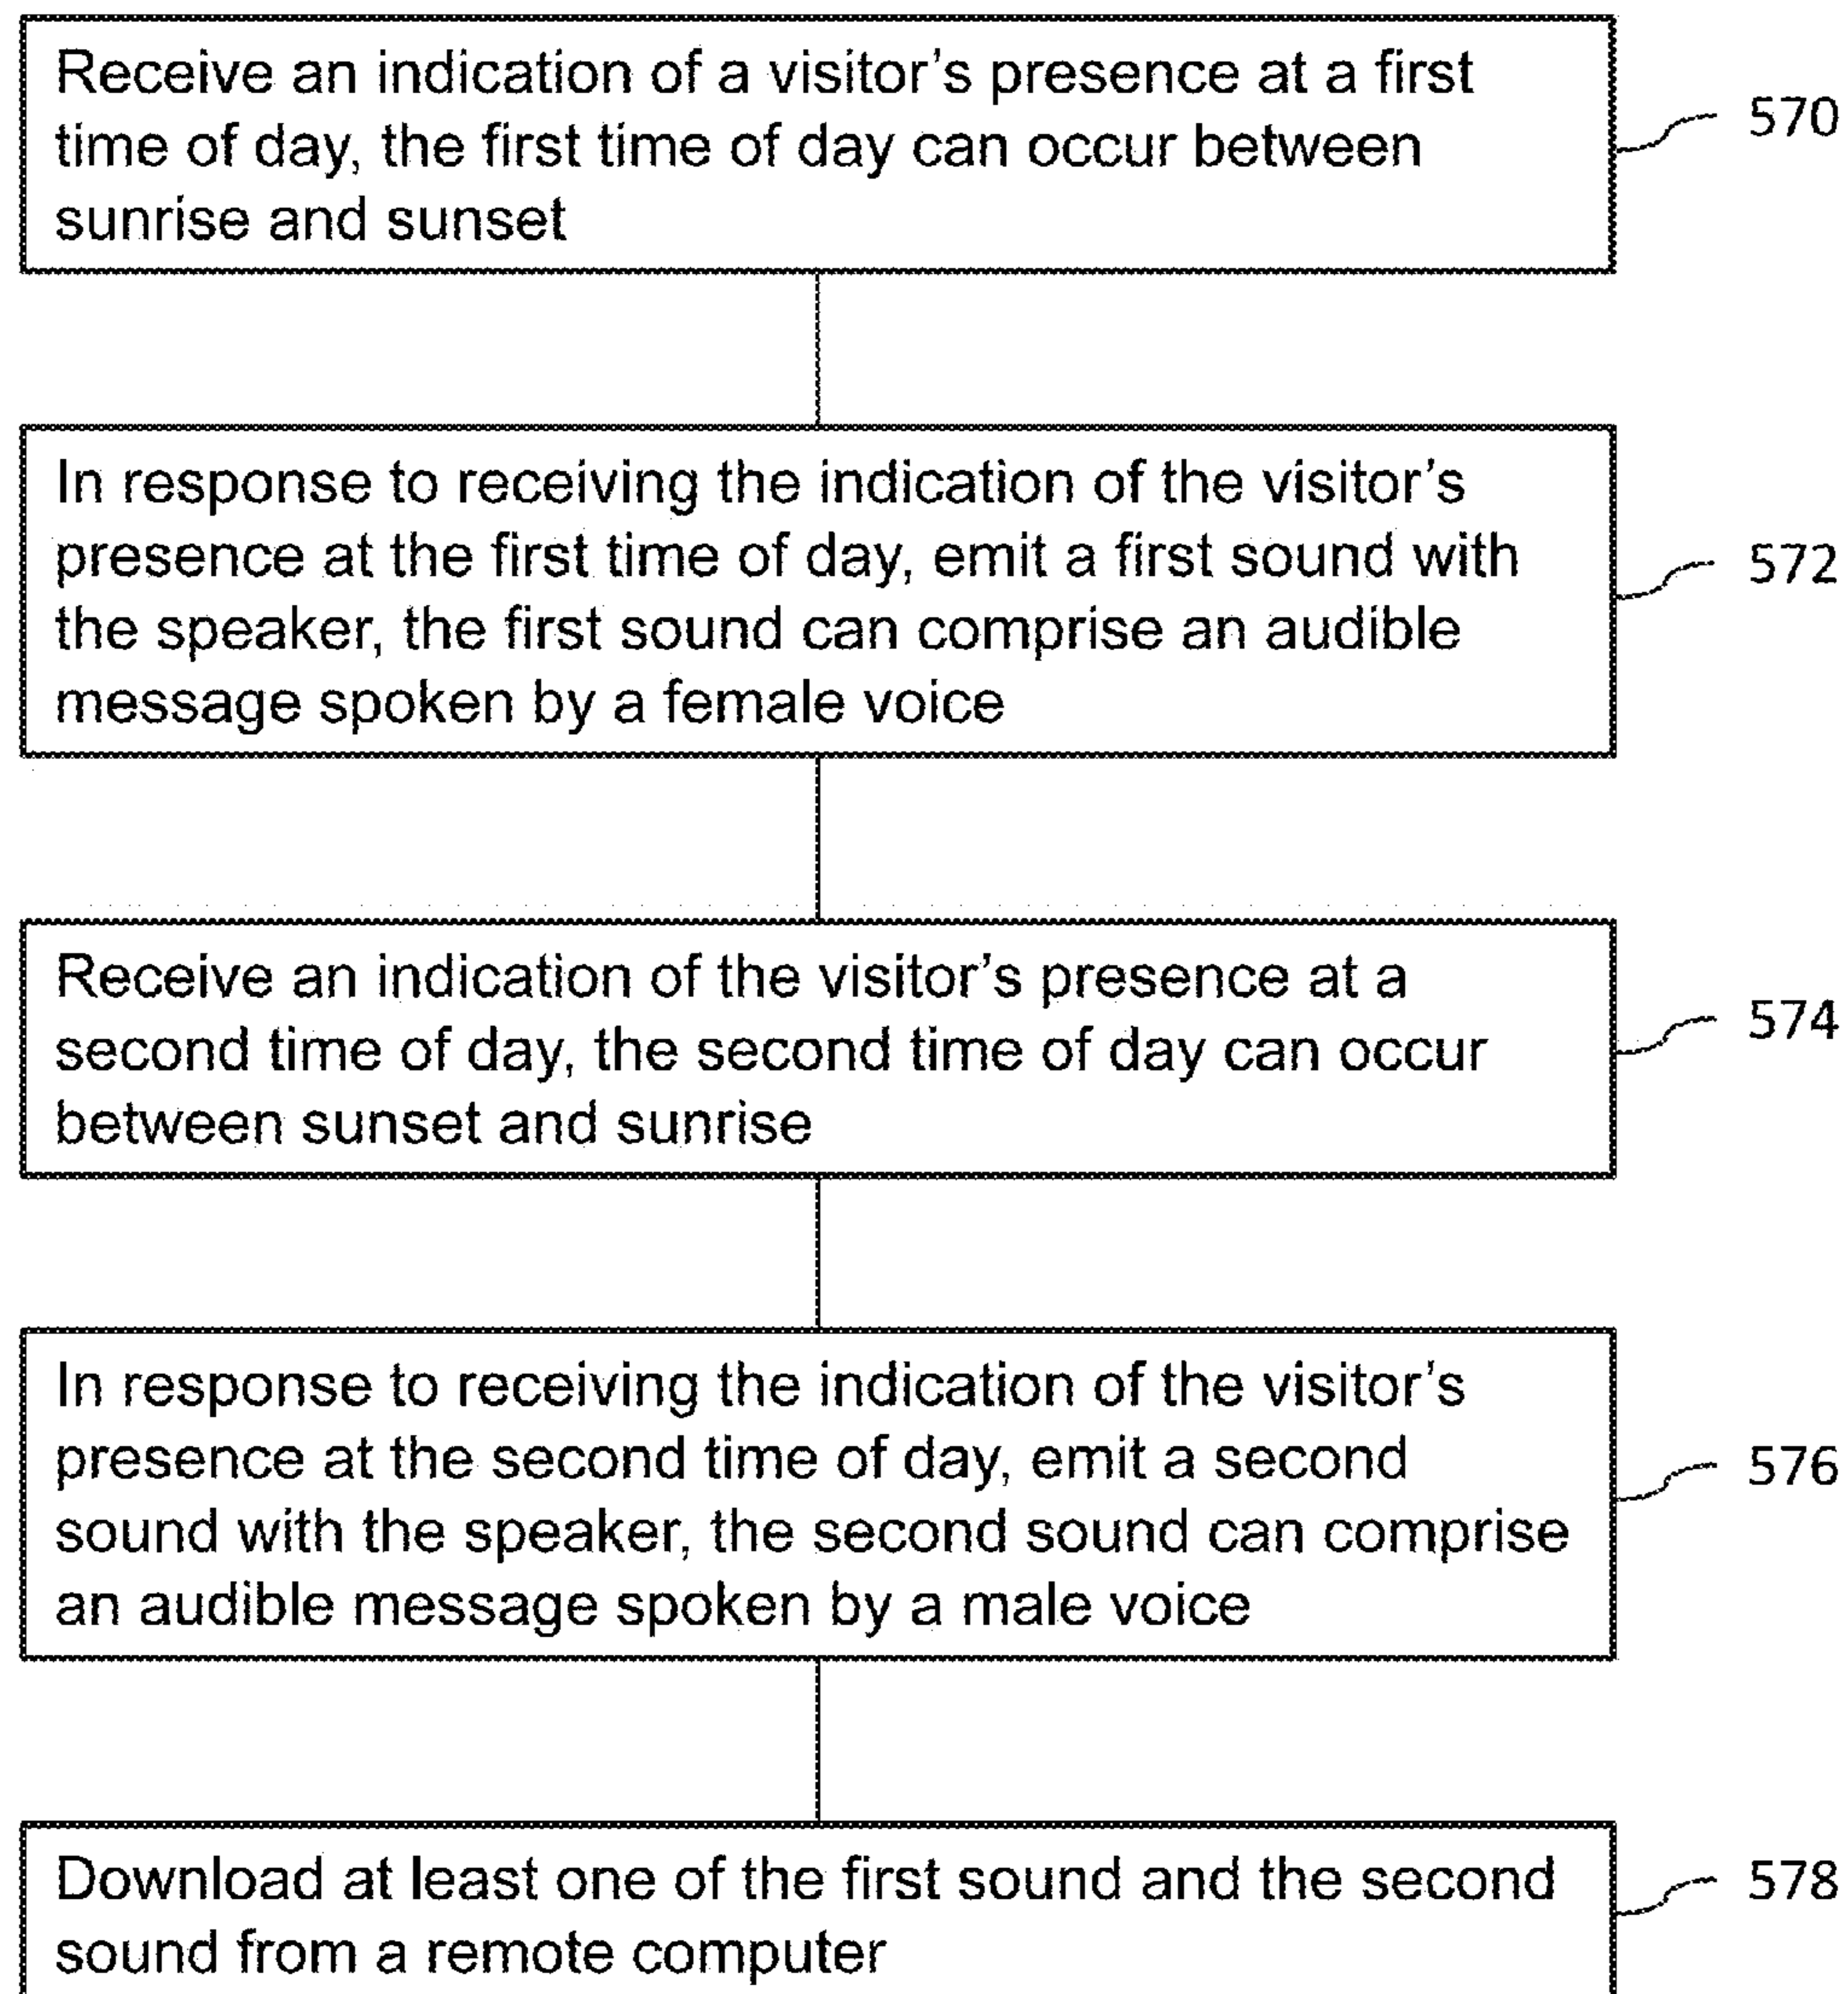 Receive an indication of a visitor's presence at a first
time of day, the first time of day can occur between
sunrise and sunset
570
In response to receiving the indication of the visitor's
presence at the first time of day, emit a first sound with
the speaker, the first sound can comprise an audible
message spoken by a female voice
572
Receive an indication of the visitor's presence at a
second time of day, the second time of day can occur
between sunset and sunrise
574
In response to receiving the indication of the visitor's
presence at the second time of day, emit a second
sound with the speaker, the second sound can comprise
an audible message spoken by a male voice
576
Download at least one of the first sound and the second
sound from a remote computer
578